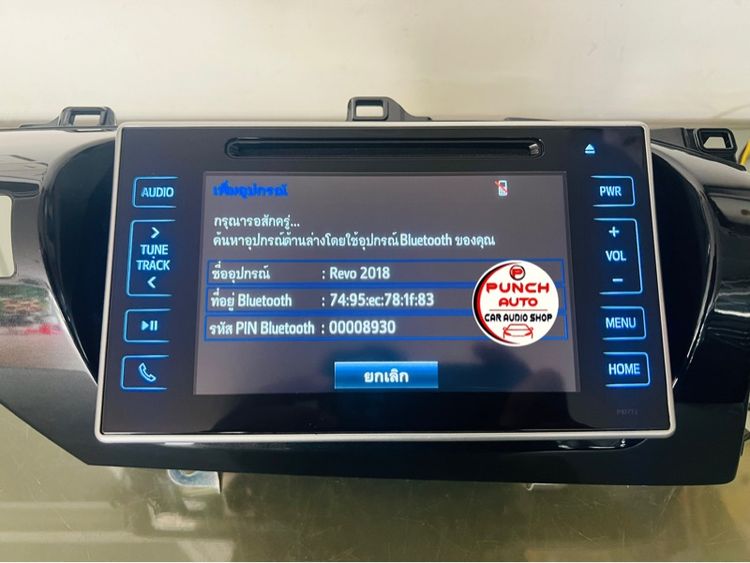 AUDIO
TUNE
TRACK
PWR
+
VOL
−
MENU
HOME
เพิ่มอุปกรณ์
กรุณารอสักครู่...
ค้นหาอุปกรณ์ด้านล่างโดยใช้อุปกรณ์ Bluetooth ของคุณ
ชื่ออุปกรณ์ : Revo 2018
ที่อยู่ Bluetooth : 74:95:ec:78:1f:83
รหัส PIN Bluetooth : 00008930
ยกเลิก
P
PUNCH
AUTO
CAR AUDIO SHOP